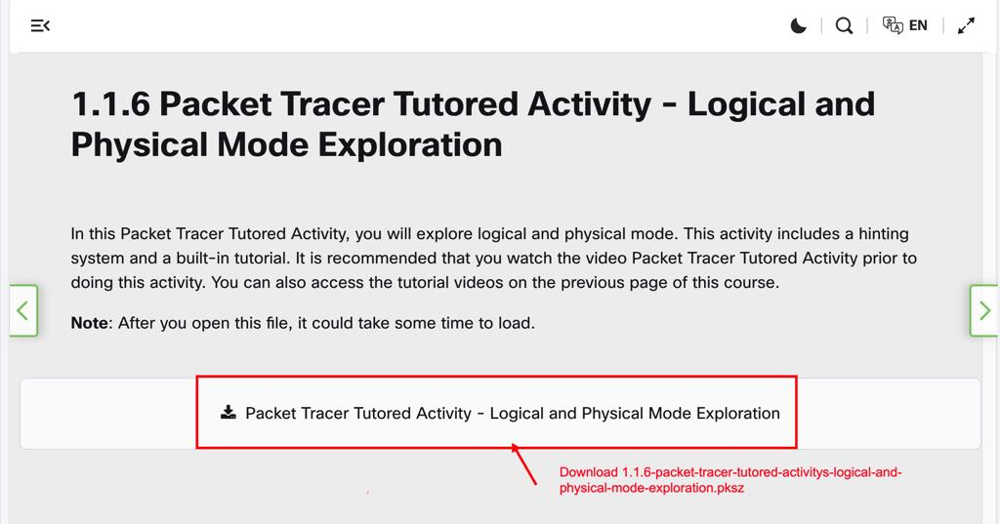 EN
1.1.6 Packet Tracer Tutored Activity - Logical and
Physical Mode Exploration
In this Packet Tracer Tutored Activity, you will explore logical and physical mode. This activity includes a hinting
system and a built-in tutorial. It is recommended that you watch the video Packet Tracer Tutored Activity prior to
doing this activity. You can also access the tutorial videos on the previous page of this course.
Note: After you open this file, it could take some time to load.
Packet Tracer Tutored Activity - Logical and Physical Mode Exploration
Download 1.1.6-packet-tracer-tutored-activitys-logical-and-
physical-mode-exploration.pksz